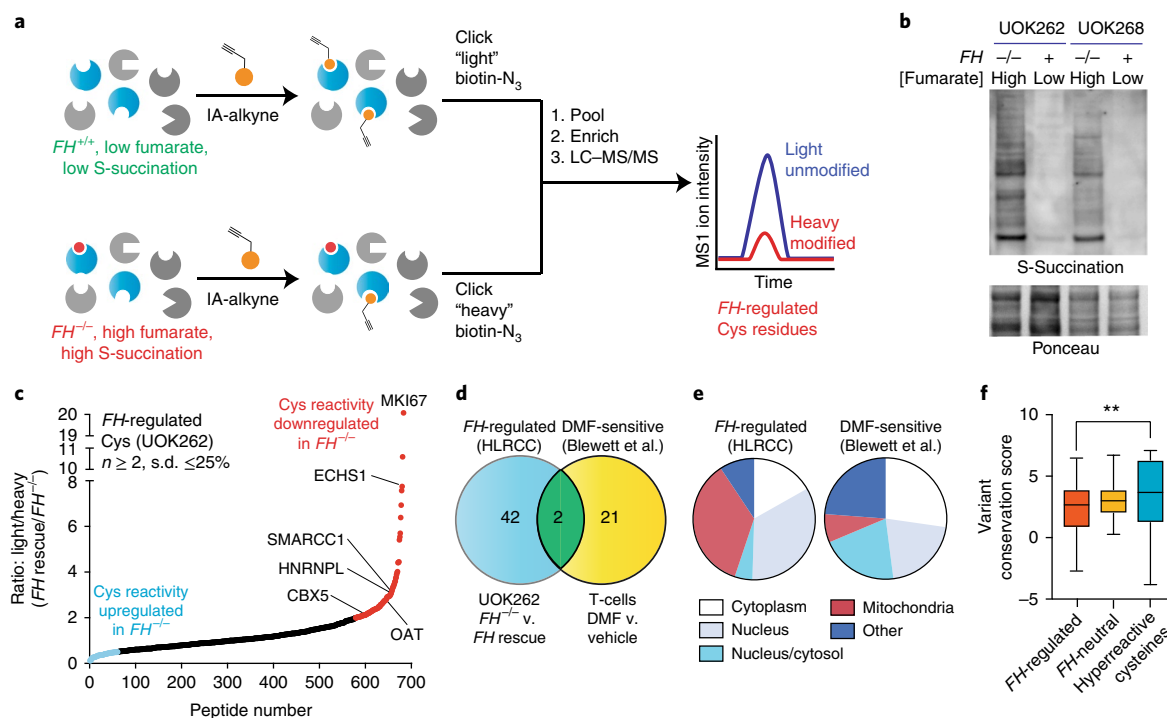 a
IA-alkyne
FH+/+, low fumarate,
low S-succination
Click
“light”
biotin-N3
1. Pool
2. Enrich
3. LC–MS/MS
IA-alkyne
FH–/–, high fumarate,
high S-succination
Click
“heavy”
biotin-N3
MS1 ion intensity
Light
unmodified
Heavy
modified
Time
FH-regulated
Cys residues
b
UOK262 UOK268
FH –/– + –/– +
[Fumarate] High Low High Low
S-Succination
Ponceau
c
Ratio: light/heavy
(FH rescue/FH–/–)
20
19
11
10
8
6
4
2
0
FH-regulated
Cys (UOK262)
n ≥ 2, s.d. ≤25%
Cys reactivity
downregulated
in FH–/–
MKI67
ECHS1
SMARCC1
HNRNPL
CBX5
OAT
Cys reactivity
upregulated
in FH–/–
0 100 200 300 400 500 600 700
Peptide number
d
FH-regulated
(HLRCC)
DMF-sensitive
(Blewett et al.)
42 2 21
UOK262
FH–/– v.
FH rescue
T-cells
DMF v.
vehicle
e
FH-regulated
(HLRCC)
DMF-sensitive
(Blewett et al.)
Cytoplasm
Nucleus
Nucleus/cytosol
Mitochondria
Other
f
Variant
conservation score
10
5
0
–5
**
FH-regulated
FH-neutral
Hyperreactive
cysteines